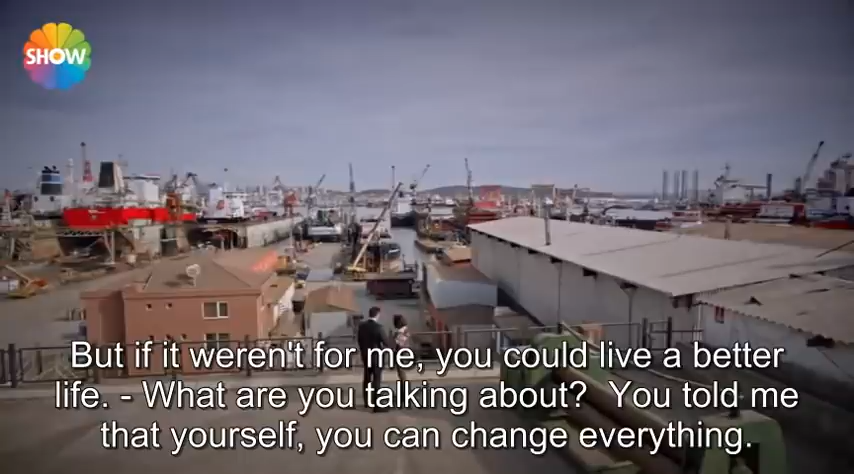 SHOW
But if it weren't for me, you could live a better
life. - What are you talking about?  You told me
that yourself, you can change everything.